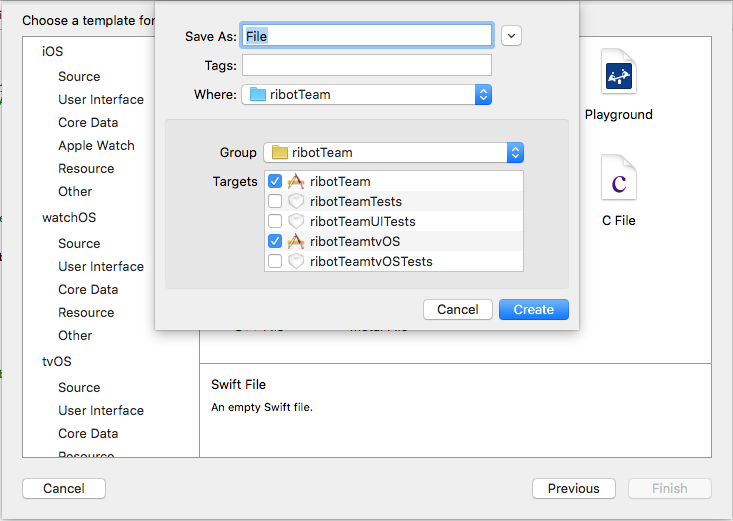 Choose a template for
Save As: File
Tags:
Where: ribotTeam
Group ribotTeam
Targets ribotTeam
ribotTeamTests
ribotTeamUITests
ribotTeamtvOS
ribotTeamtvOSTests
Cancel Create
iOS
Source
User Interface
Core Data
Apple Watch
Resource
Other
watchOS
Source
User Interface
Core Data
Resource
Other
tvOS
Source
User Interface
Core Data
Resource
Playground
C
C File
Swift File
An empty Swift file.
Cancel Previous Finish